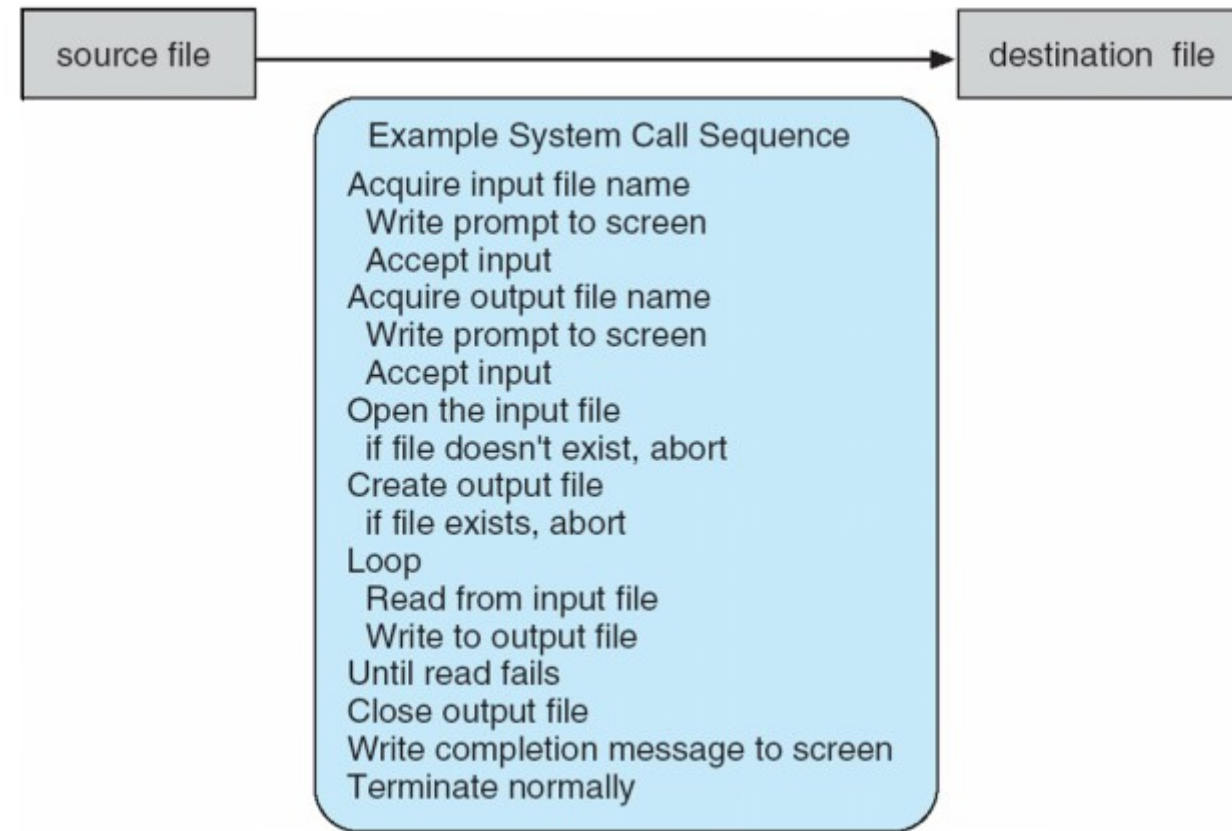 source file
destination file
Example System Call Sequence
Acquire input file name
Write prompt to screen
Accept input
Acquire output file name
Write prompt to screen
Accept input
Open the input file
if file doesn't exist, abort
Create output file
if file exists, abort
Loop
Read from input file
Write to output file
Until read fails
Close output file
Write completion message to screen
Terminate normally